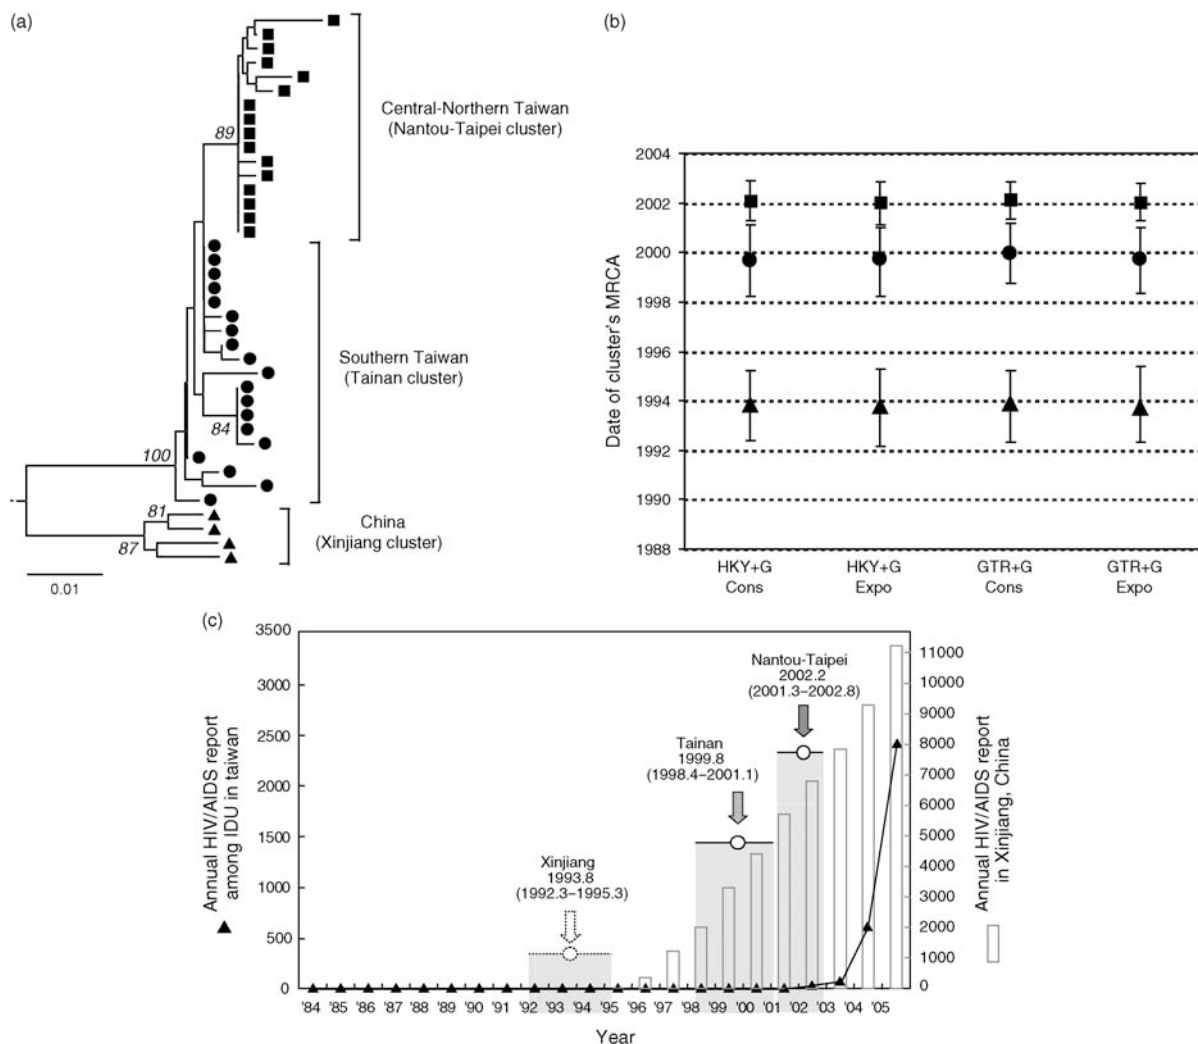 (a)
89
Central-Northern Taiwan
(Nantou-Taipei cluster)
Southern Taiwan
(Tainan cluster)
84
100
81
87
China
(Xinjiang cluster)
0.01
(b)
Date of cluster's MRCA
2004
2002
2000
1998
1996
1994
1992
1990
1988
HKY+G
Cons
HKY+G
Expo
GTR+G
Cons
GTR+G
Expo
(c)
Annual HIV/AIDS report
among IDU in taiwan
3500
3000
2500
2000
1500
1000
500
0
Xinjiang
1993.8
(1992.3–1995.3)
Tainan
1999.8
(1998.4–2001.1)
Nantou-Taipei
2002.2
(2001.3–2002.8)
11000
10000
9000
8000
7000
6000
5000
4000
3000
2000
1000
0
Annual HIV/AIDS report
in Xinjiang, China
'84 '85 '86 '87 '88 '89 '90 '91 '92 '93 '94 '95 '96 '97 '98 '99 '00 '01 '02 '03 '04 '05
Year